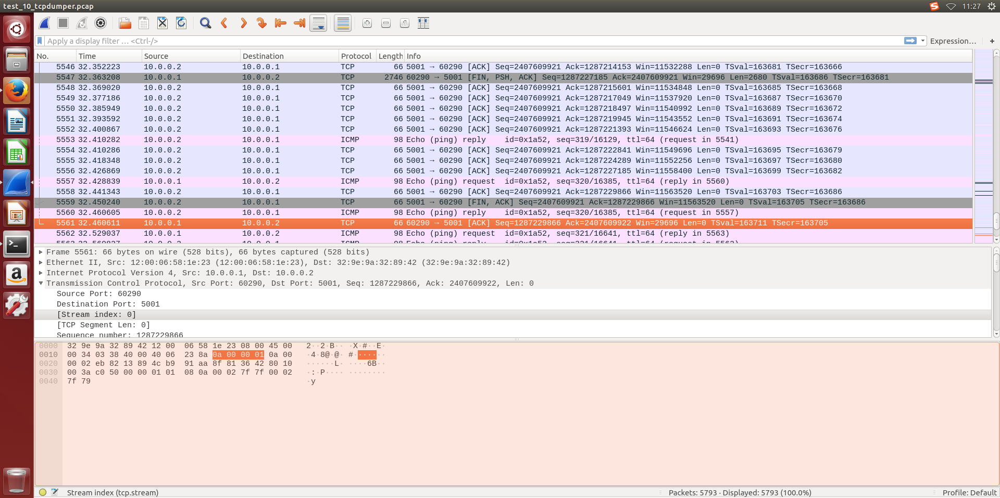 test_10_tcpdumper.pcap
11:27
Apply a display filter … <Ctrl-/>
Expression…
+
No. Time Source Destination Protocol Length Info
5546 32.352223 10.0.0.2 10.0.0.1 TCP 66 5001 → 60290 [ACK] Seq=2407609921 Ack=1287214153 Win=11532288 Len=0 TSval=163681 TSecr=163666
5547 32.363208 10.0.0.1 10.0.0.2 TCP 2746 60290 → 5001 [FIN, PSH, ACK] Seq=1287227185 Ack=2407609921 Win=29696 Len=2680 TSval=163686 TSecr=163681
5548 32.369020 10.0.0.2 10.0.0.1 TCP 66 5001 → 60290 [ACK] Seq=2407609921 Ack=1287215601 Win=11534848 Len=0 TSval=163685 TSecr=163668
5549 32.377186 10.0.0.2 10.0.0.1 TCP 66 5001 → 60290 [ACK] Seq=2407609921 Ack=1287217049 Win=11537920 Len=0 TSval=163687 TSecr=163670
5550 32.385949 10.0.0.2 10.0.0.1 TCP 66 5001 → 60290 [ACK] Seq=2407609921 Ack=1287218497 Win=11540992 Len=0 TSval=163689 TSecr=163672
5551 32.393592 10.0.0.2 10.0.0.1 TCP 66 5001 → 60290 [ACK] Seq=2407609921 Ack=1287219945 Win=11543552 Len=0 TSval=163691 TSecr=163674
5552 32.400867 10.0.0.2 10.0.0.1 TCP 66 5001 → 60290 [ACK] Seq=2407609921 Ack=1287221393 Win=11546624 Len=0 TSval=163693 TSecr=163676
5553 32.410282 10.0.0.2 10.0.0.1 ICMP 98 Echo (ping) reply id=0x1a52, seq=319/16129, ttl=64 (request in 5541)
5554 32.410286 10.0.0.2 10.0.0.1 TCP 66 5001 → 60290 [ACK] Seq=2407609921 Ack=1287222841 Win=11549696 Len=0 TSval=163695 TSecr=163679
5555 32.418348 10.0.0.2 10.0.0.1 TCP 66 5001 → 60290 [ACK] Seq=2407609921 Ack=1287224289 Win=11552256 Len=0 TSval=163697 TSecr=163680
5556 32.426869 10.0.0.2 10.0.0.1 TCP 66 5001 → 60290 [ACK] Seq=2407609921 Ack=1287227185 Win=11558400 Len=0 TSval=163699 TSecr=163682
5557 32.428839 10.0.0.1 10.0.0.2 ICMP 98 Echo (ping) request id=0x1a52, seq=320/16385, ttl=64 (reply in 5560)
5558 32.441343 10.0.0.2 10.0.0.1 TCP 66 5001 → 60290 [ACK] Seq=2407609921 Ack=1287229866 Win=11563520 Len=0 TSval=163703 TSecr=163686
5559 32.450240 10.0.0.2 10.0.0.1 TCP 66 5001 → 60290 [FIN, ACK] Seq=2407609921 Ack=1287229866 Win=11563520 Len=0 TSval=163705 TSecr=163686
5560 32.460605 10.0.0.2 10.0.0.1 ICMP 98 Echo (ping) reply id=0x1a52, seq=320/16385, ttl=64 (request in 5557)
5561 32.460611 10.0.0.1 10.0.0.2 TCP 66 60290 → 5001 [ACK] Seq=1287229866 Ack=2407609922 Win=29696 Len=0 TSval=163711 TSecr=163705
5562 32.529037 10.0.0.1 10.0.0.2 ICMP 98 Echo (ping) request id=0x1a52, seq=321/16641, ttl=64 (reply in 5563)
5563 32.560827 10.0.0.2 10.0.0.1 ICMP 98 Echo (ping) reply id=0x1a52, seq=321/16641, ttl=64 (request in 5562)
Frame 5561: 66 bytes on wire (528 bits), 66 bytes captured (528 bits)
Ethernet II, Src: 12:00:06:58:1e:23 (12:00:06:58:1e:23), Dst: 32:9e:9a:32:89:42 (32:9e:9a:32:89:42)
Internet Protocol Version 4, Src: 10.0.0.1, Dst: 10.0.0.2
Transmission Control Protocol, Src Port: 60290, Dst Port: 5001, Seq: 1287229866, Ack: 2407609922, Len: 0
Source Port: 60290
Destination Port: 5001
[Stream index: 0]
[TCP Segment Len: 0]
Sequence number: 1287229866
0000 32 9e 9a 32 89 42 12 00 06 58 1e 23 08 00 45 00 2··2·B·· ·X·#··E·
0010 00 34 03 38 40 00 40 06 23 8a 0a 00 00 01 0a 00 ·4·8@·@· #·······
0020 00 02 eb 82 13 89 4c b9 91 aa 8f 81 36 42 80 10 ······L· ····6B··
0030 00 3a c0 50 00 00 01 01 08 0a 00 02 7f 7f 00 02 ·:·P···· ········
0040 7f 79 ·y
Stream index (tcp.stream)
Packets: 5793 · Displayed: 5793 (100.0%)
Profile: Default